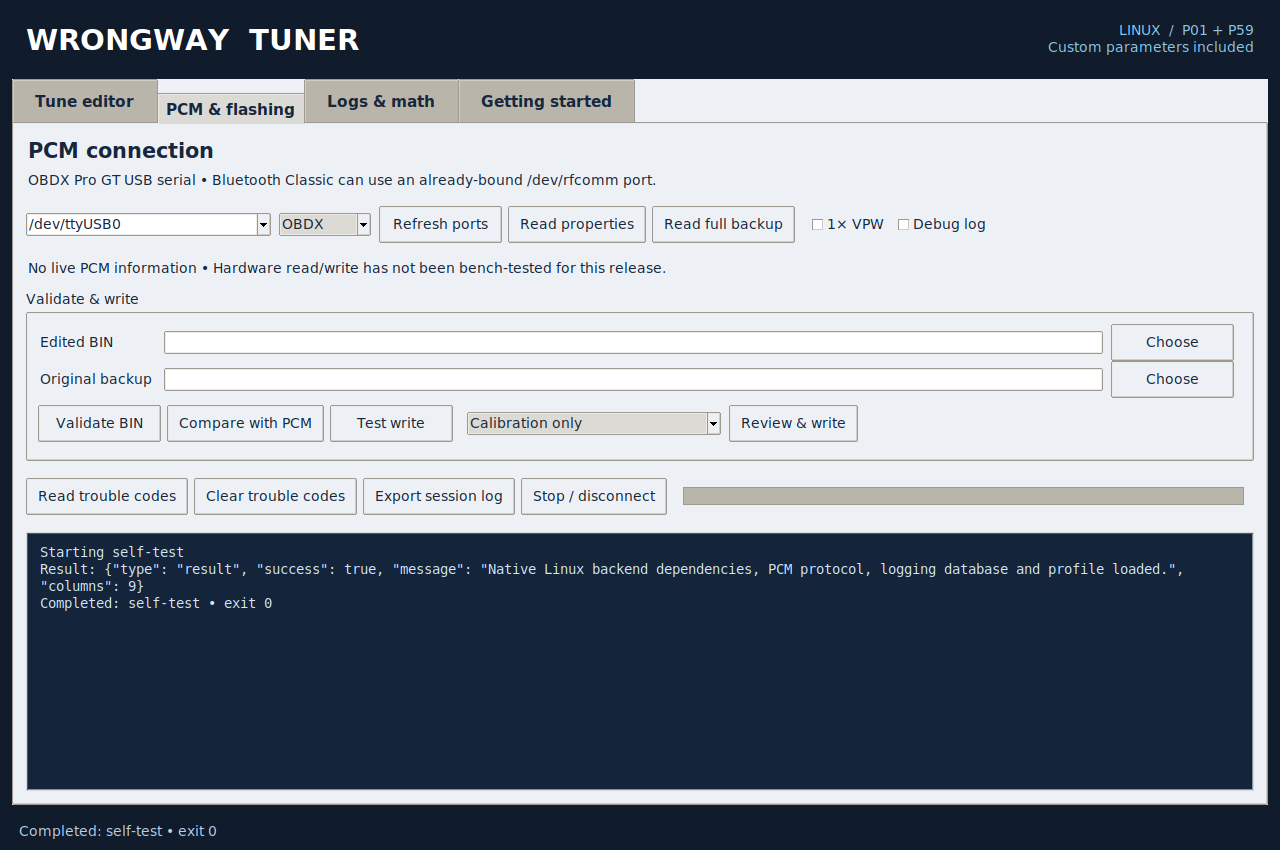 WRONGWAY TUNER
LINUX / P01 + P59
Custom parameters included
Tune editor
PCM & flashing
Logs & math
Getting started
PCM connection
OBDX Pro GT USB serial • Bluetooth Classic can use an already-bound /dev/rfcomm port.
/dev/ttyUSB0
OBDX
Refresh ports
Read properties
Read full backup
1× VPW
Debug log
No live PCM information • Hardware read/write has not been bench-tested for this release.
Validate & write
Edited BIN
Choose
Original backup
Choose
Validate BIN
Compare with PCM
Test write
Calibration only
Review & write
Read trouble codes
Clear trouble codes
Export session log
Stop / disconnect
Starting self-test
Result: {"type": "result", "success": true, "message": "Native Linux backend dependencies, PCM protocol, logging database and profile loaded.",
"columns": 9}
Completed: self-test • exit 0
Completed: self-test • exit 0